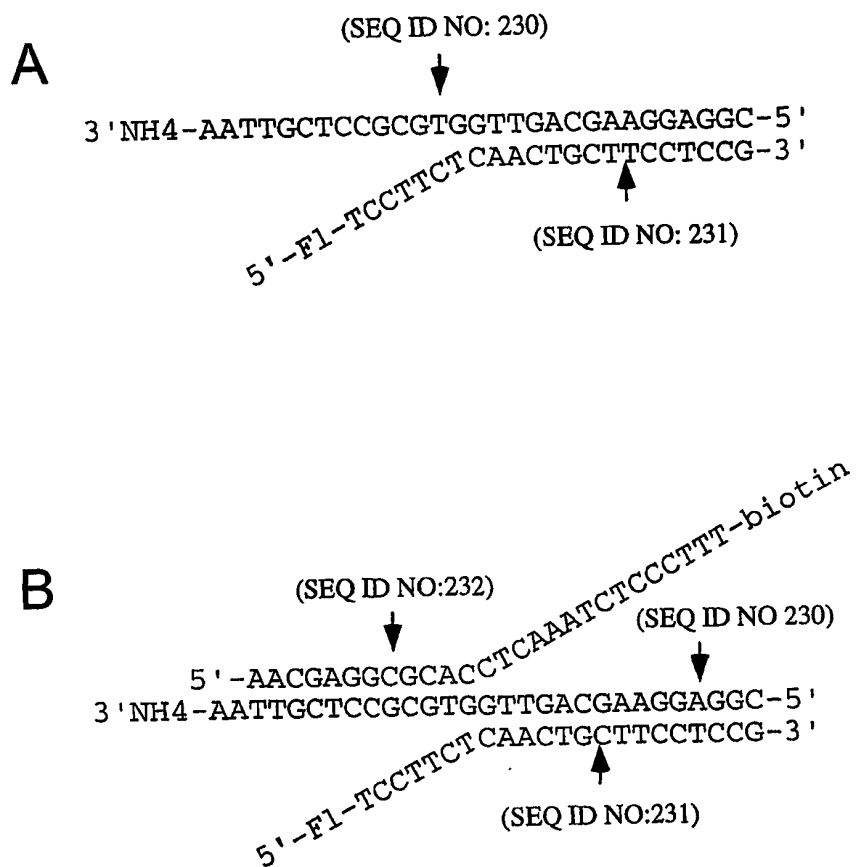 A
(SEQ ID NO: 230)
3'NH4-AATTGCTCCGCGTGGTTGACGAAGGAGGC-5'
5'-Fl-TCCTTCTCAACTGCTTCCTCCG-3'
(SEQ ID NO: 231)
B
(SEQ ID NO:232)
(SEQ ID NO 230)
5'-AACGAGGCGCACCTCAAATCTCCCTTT-biotin
3'NH4-AATTGCTCCGCGTGGTTGACGAAGGAGGC-5'
5'-Fl-TCCTTCTCAACTGCTTCCTCCG-3'
(SEQ ID NO:231)